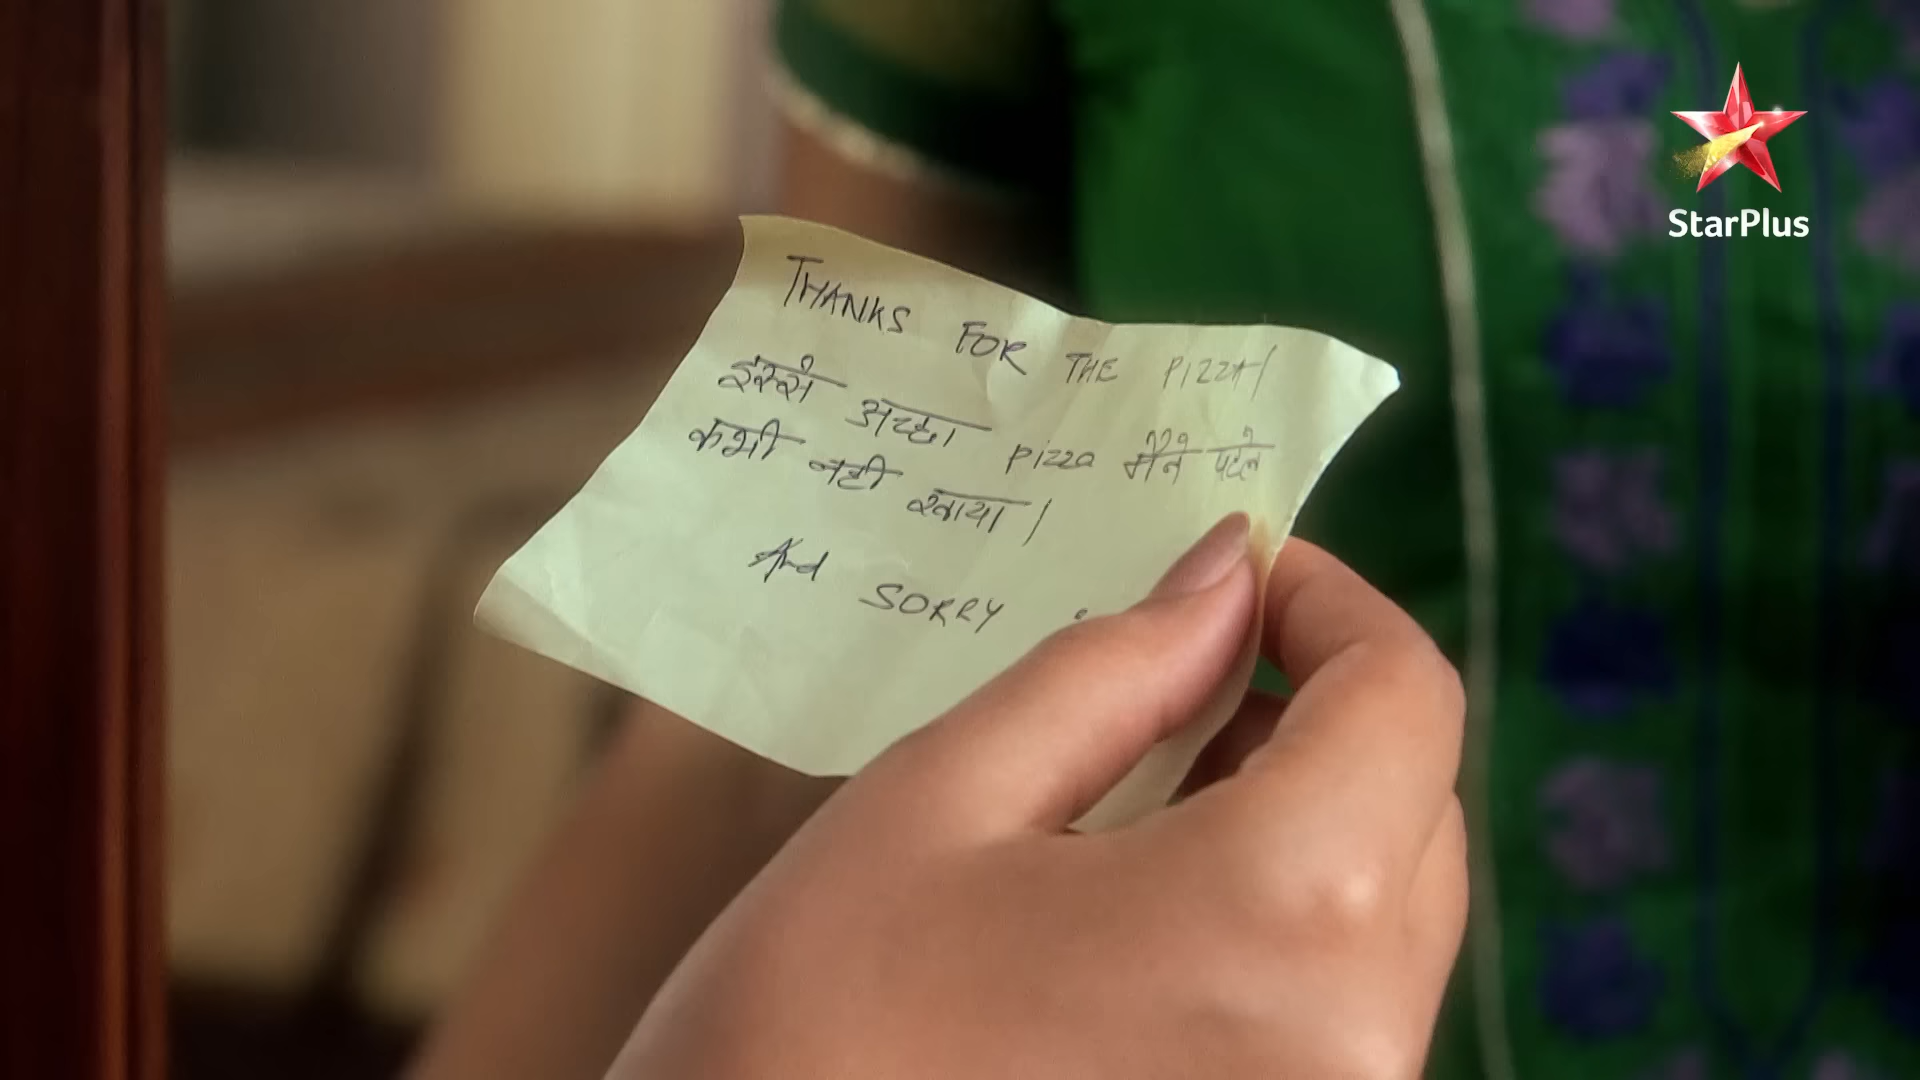 THANKS FOR THE PIZZA।
इससे अच्छा pizza मैंने पहले
कभी नही खाया।
And SORRY :
StarPlus